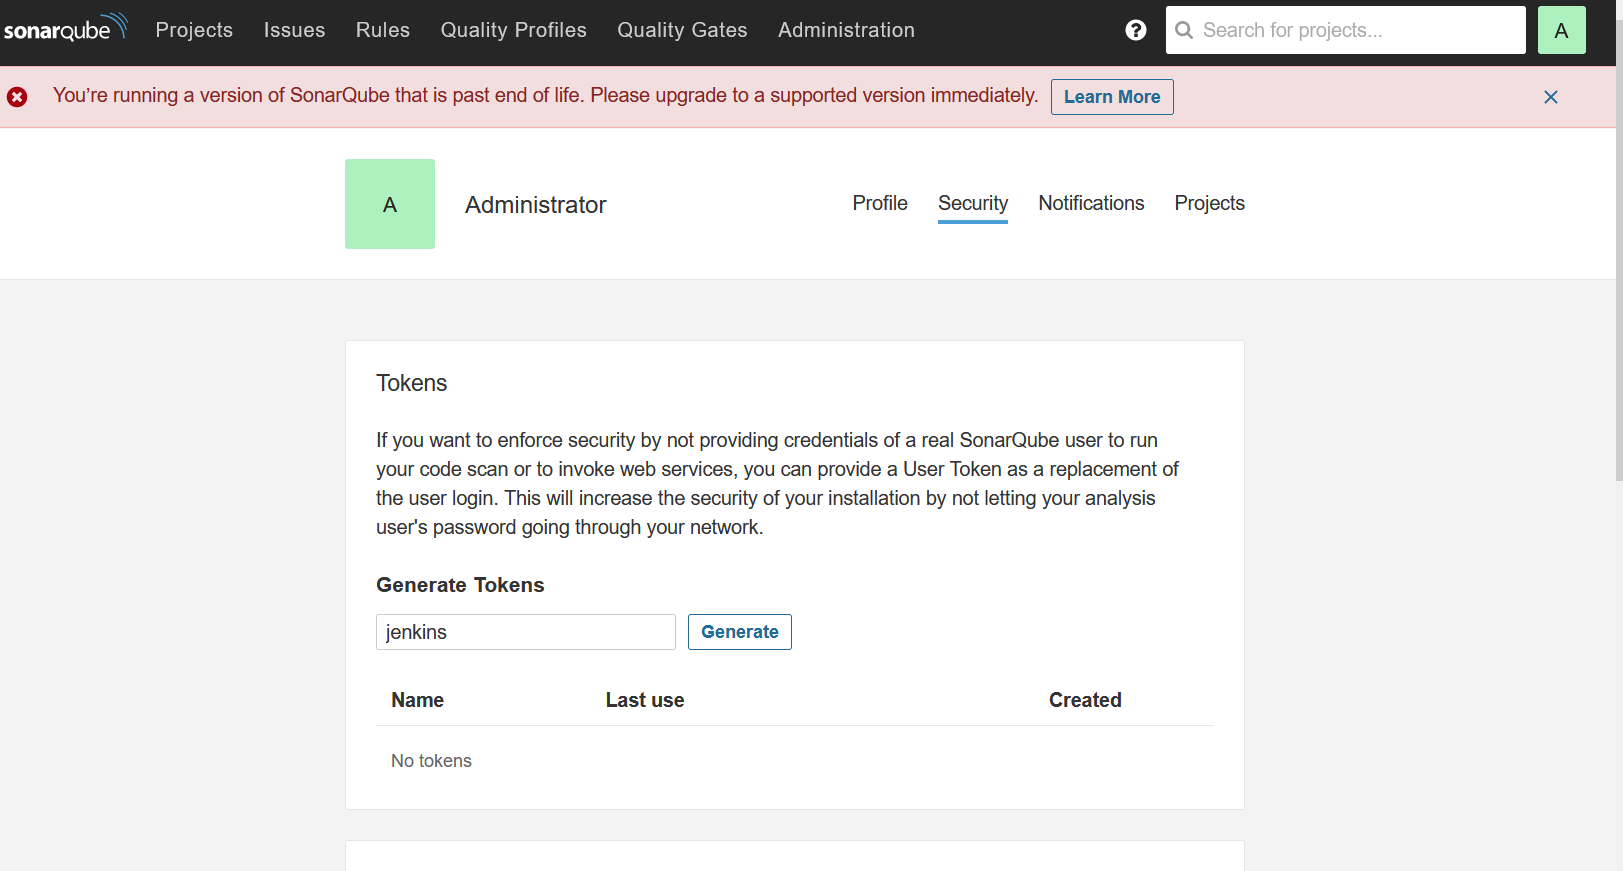 sonarqube Projects Issues Rules Quality Profiles Quality Gates Administration ? Search for projects... A
You're running a version of SonarQube that is past end of life. Please upgrade to a supported version immediately. Learn More
A Administrator Profile Security Notifications Projects
Tokens
If you want to enforce security by not providing credentials of a real SonarQube user to run
your code scan or to invoke web services, you can provide a User Token as a replacement of
the user login. This will increase the security of your installation by not letting your analysis
user's password going through your network.
Generate Tokens
jenkins Generate
Name Last use Created
No tokens